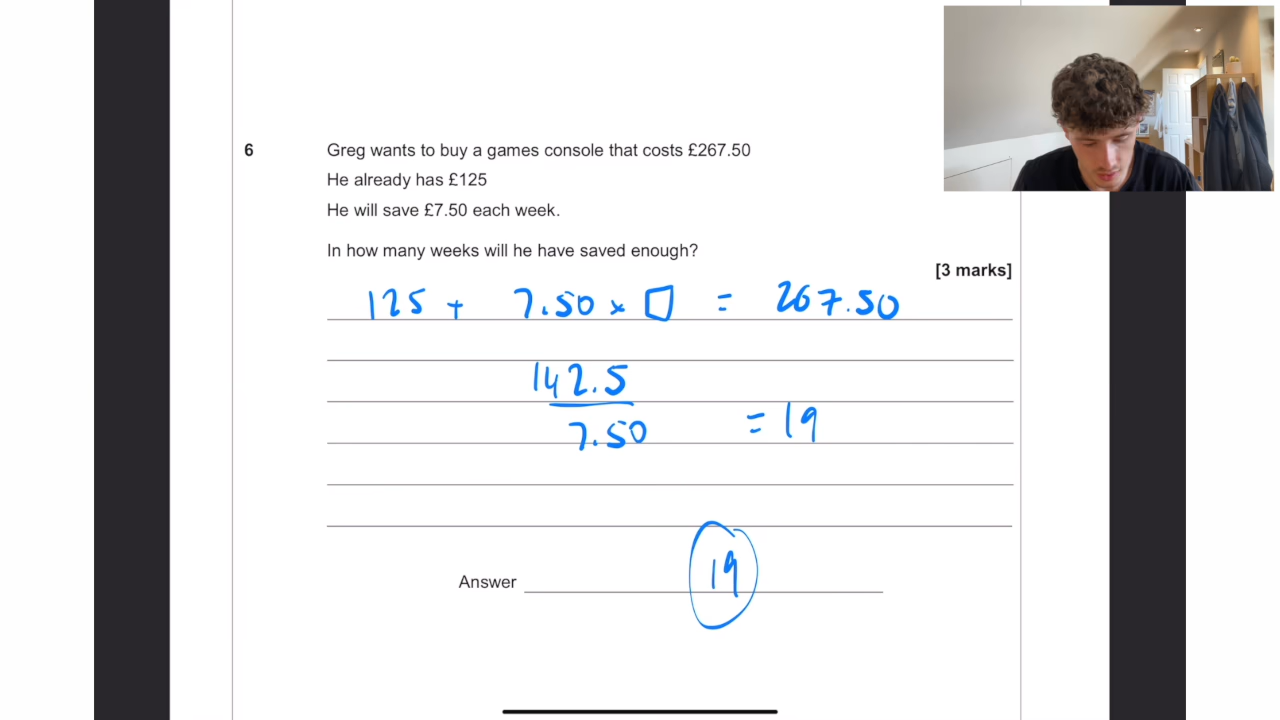 6 Greg wants to buy a games console that costs £267.50
He already has £125
He will save £7.50 each week.
In how many weeks will he have saved enough?
[3 marks]
125 + 7.50 × □ = 267.50
142.5
7.50 = 19
19
Answer